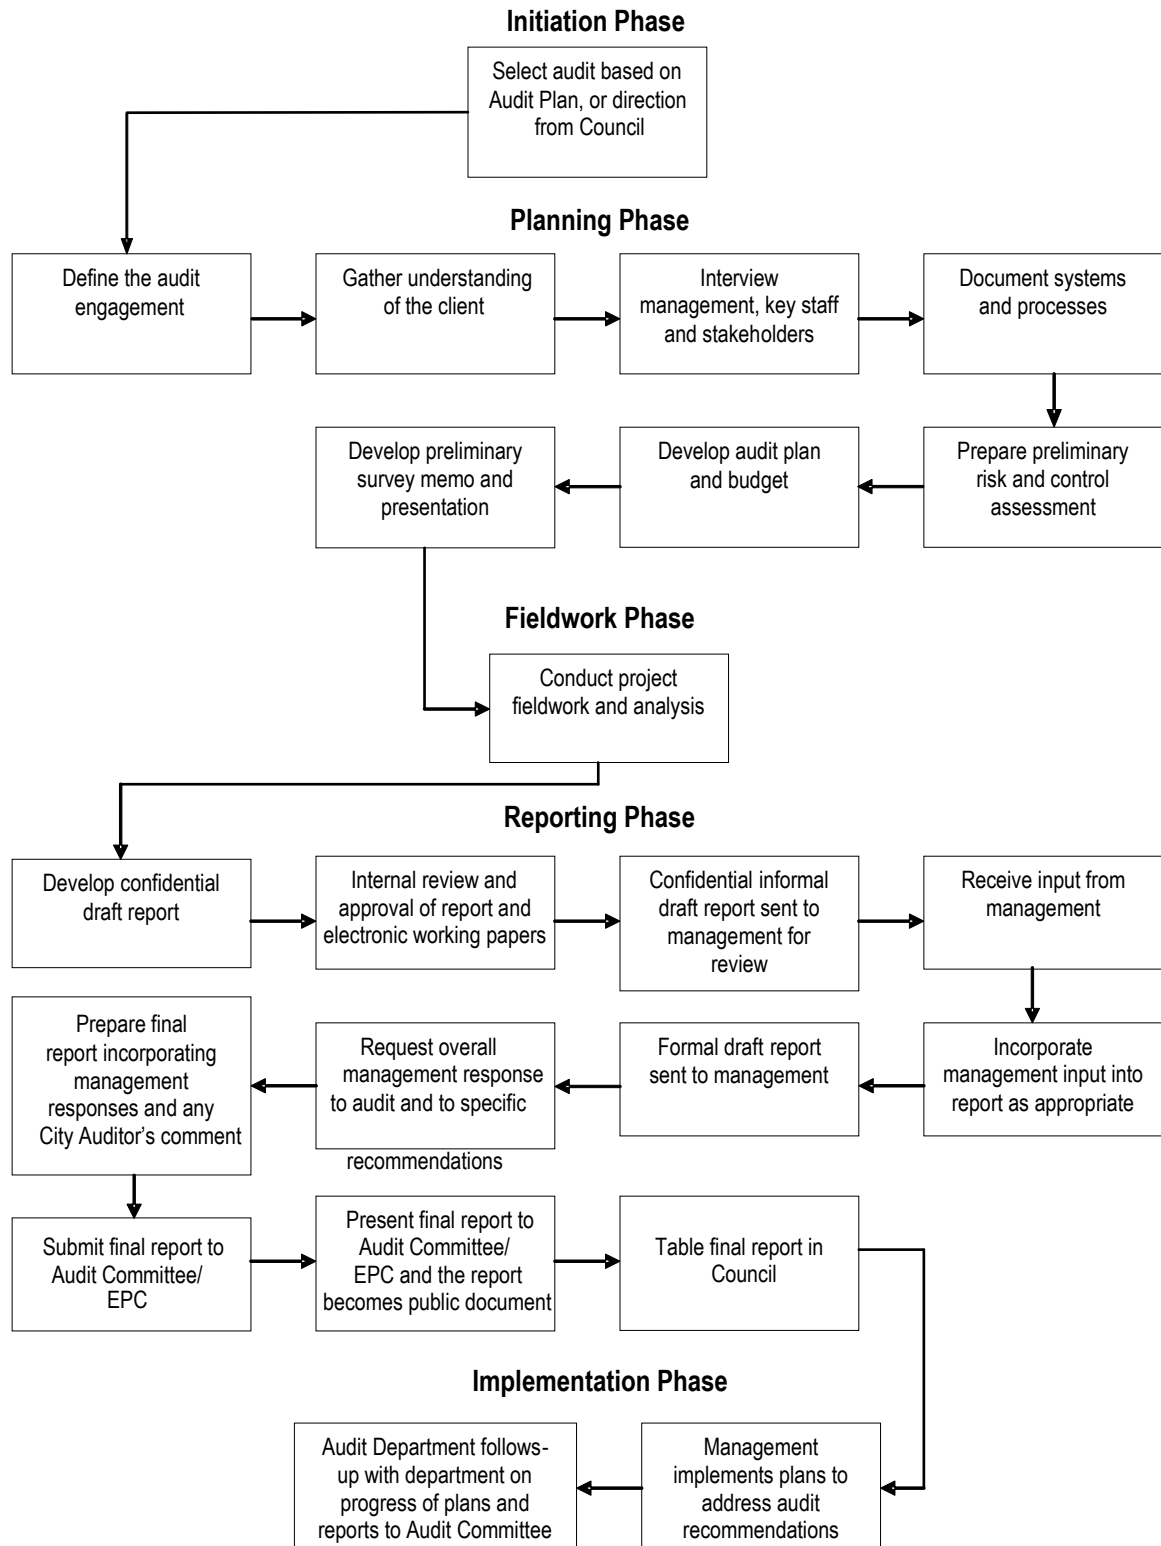 Initiation Phase
Select audit based on
Audit Plan, or direction
from Council
Planning Phase
Define the audit
engagement
Gather understanding
of the client
Interview
management, key staff
and stakeholders
Document systems
and processes
Develop preliminary
survey memo and
presentation
Develop audit plan
and budget
Prepare preliminary
risk and control
assessment
Fieldwork Phase
Conduct project
fieldwork and analysis
Reporting Phase
Develop confidential
draft report
Internal review and
approval of report and
electronic working papers
Confidential informal
draft report sent to
management for
review
Receive input from
management
Prepare final
report incorporating
management
responses and any
City Auditor's comment
Request overall
management response
to audit and to specific
recommendations
Formal draft report
sent to management
Incorporate
management input into
report as appropriate
Submit final report to
Audit Committee/
EPC
Present final report to
Audit Committee/
EPC and the report
becomes public document
Table final report in
Council
Implementation Phase
Audit Department follows-
up with department on
progress of plans and
reports to Audit Committee
Management
implements plans to
address audit
recommendations